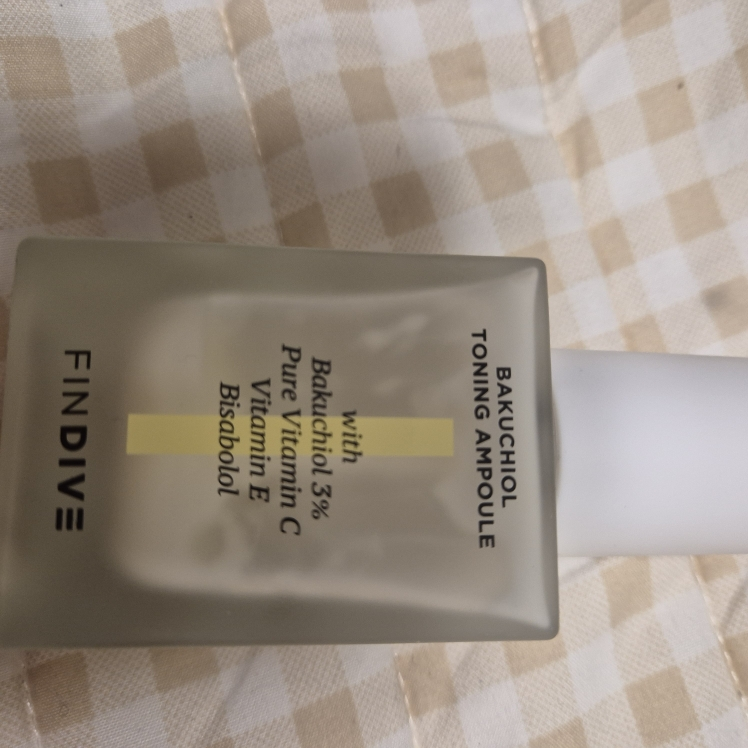 BAKUCHIOL
TONING AMPOULE
with
Bakuchiol 3%
Pure Vitamin C
Vitamin E
Bisabolol
FINDIVE